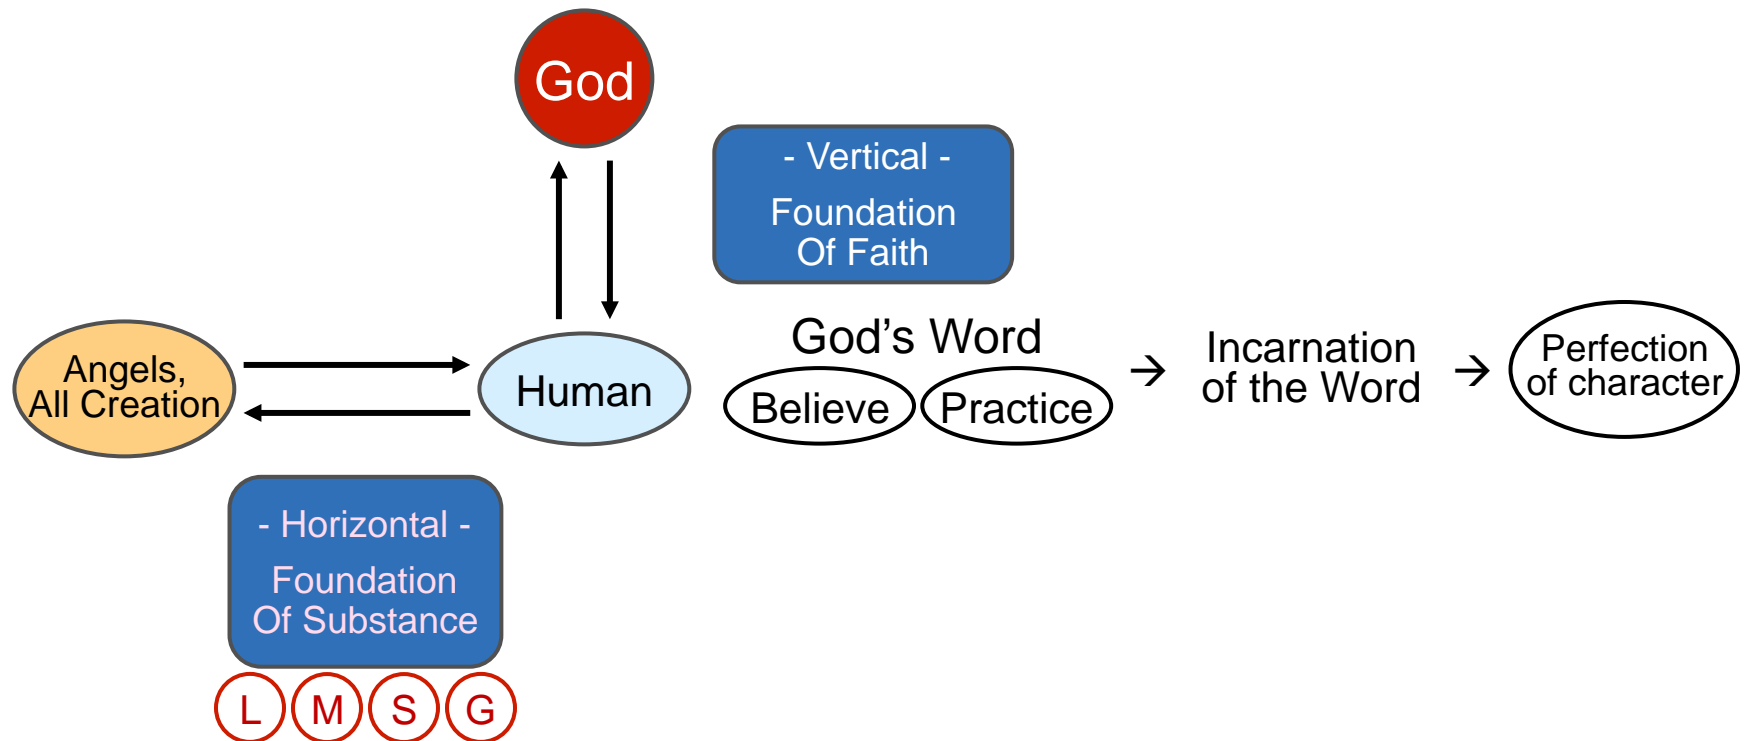 God
- Vertical -
Foundation
Of Faith
Angels,
All Creation
Human
God's Word
Believe
Practice
→
Incarnation
of the Word
→
Perfection
of character
- Horizontal -
Foundation
Of Substance
L
M
S
G